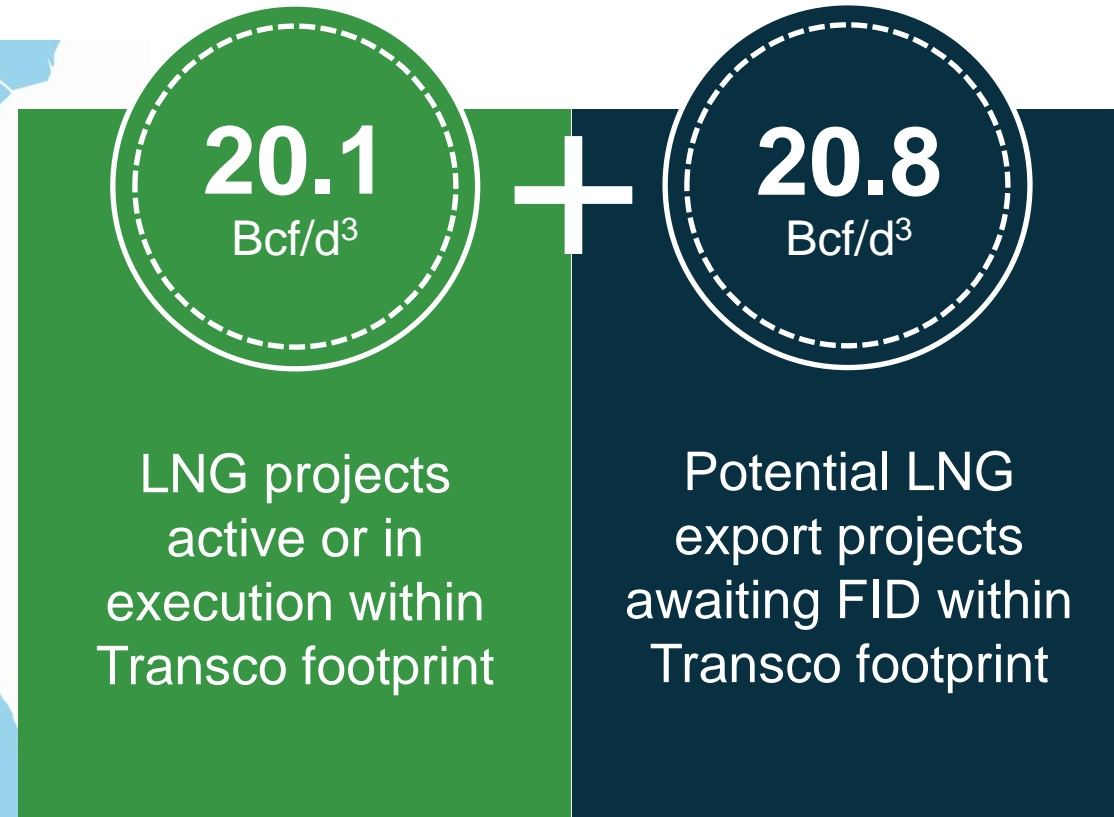 20.1
Bcf/d³
LNG projects
active or in
execution within
Transco footprint
+
20.8
Bcf/d³
Potential LNG
export projects
awaiting FID within
Transco footprint